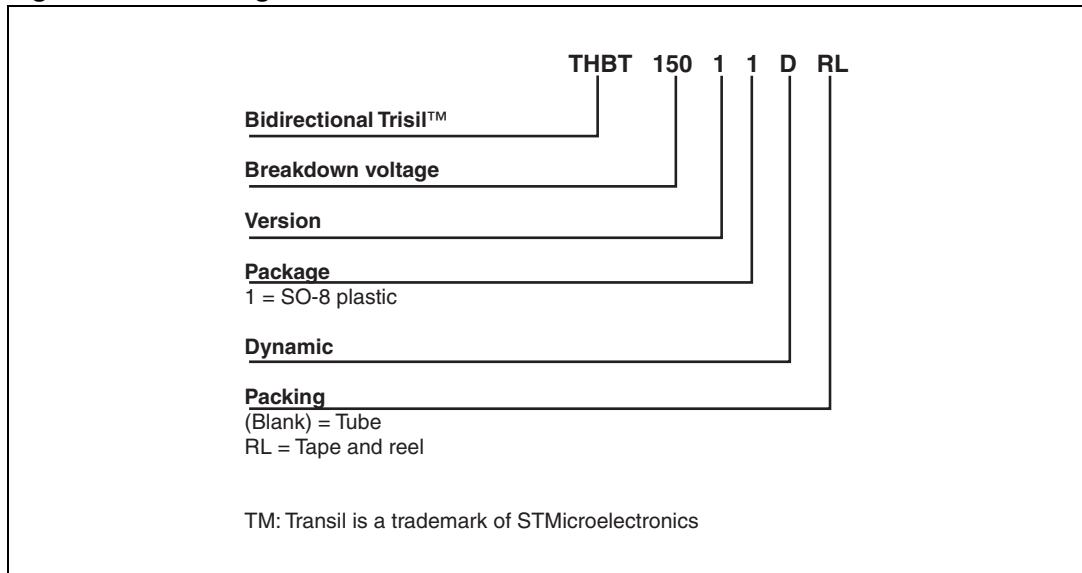 THBT 150 1 1 D RL
Bidirectional Trisil™
Breakdown voltage
Version
Package
1 = SO-8 plastic
Dynamic
Packing
(Blank) = Tube
RL = Tape and reel
TM: Transil is a trademark of STMicroelectronics